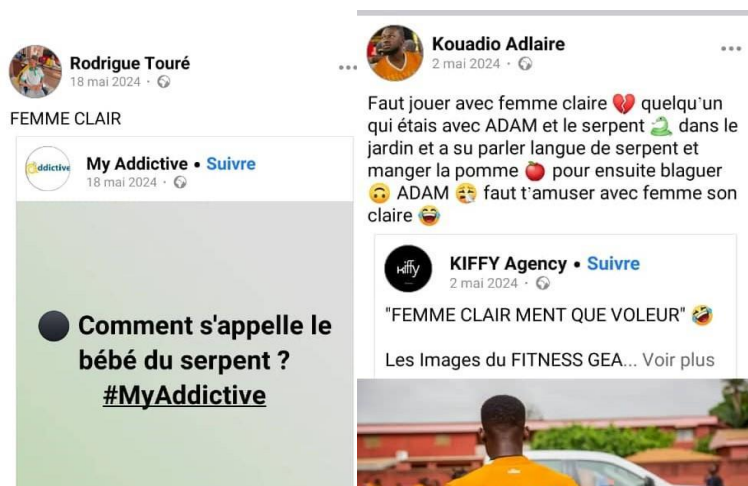 Rodrigue Touré
18 mai 2024 ·
FEMME CLAIR
ddictive
My Addictive • Suivre
18 mai 2024 ·
Comment s'appelle le
bébé du serpent ?
#MyAddictive
Kouadio Adlaire
2 mai 2024 ·
Faut jouer avec femme claire 💔 quelqu'un
qui étais avec ADAM et le serpent 🐍 dans le
jardin et a su parler langue de serpent et
manger la pomme 🍎 pour ensuite blaguer
🙃 ADAM 😮‍💨 faut t'amuser avec femme son
claire 😂
kiffy
KIFFY Agency • Suivre
2 mai 2024 ·
"FEMME CLAIR MENT QUE VOLEUR" 🤣
Les Images du FITNESS GEA... Voir plus